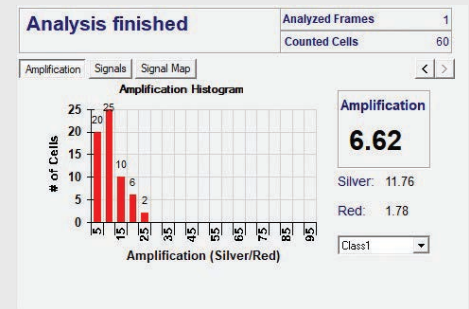 Analysis finished
Analyzed Frames 1
Counted Cells 60
Amplification Signals Signal Map < >
Amplification Histogram
# of Cells
25
20
15
10
5
0
20 25 10 6 2
5 15 25 35 45 55 65 75 85 95
Amplification (Silver/Red)
Amplification
6.62
Silver: 11.76
Red: 1.78
Class1